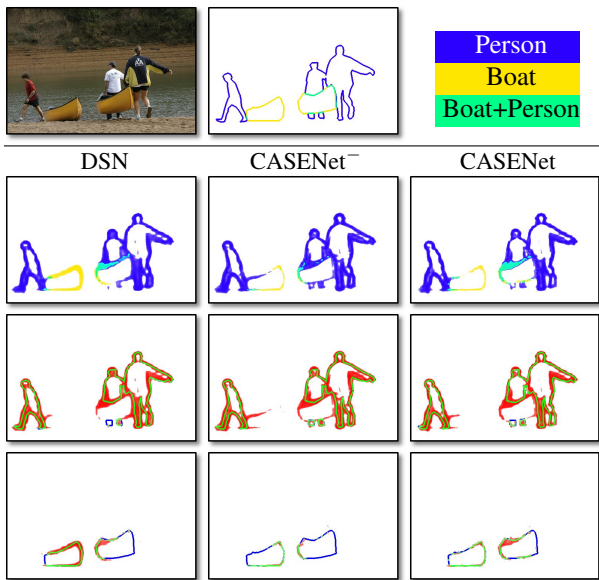 Person
Boat
Boat+Person
DSN
CASENet⁻
CASENet